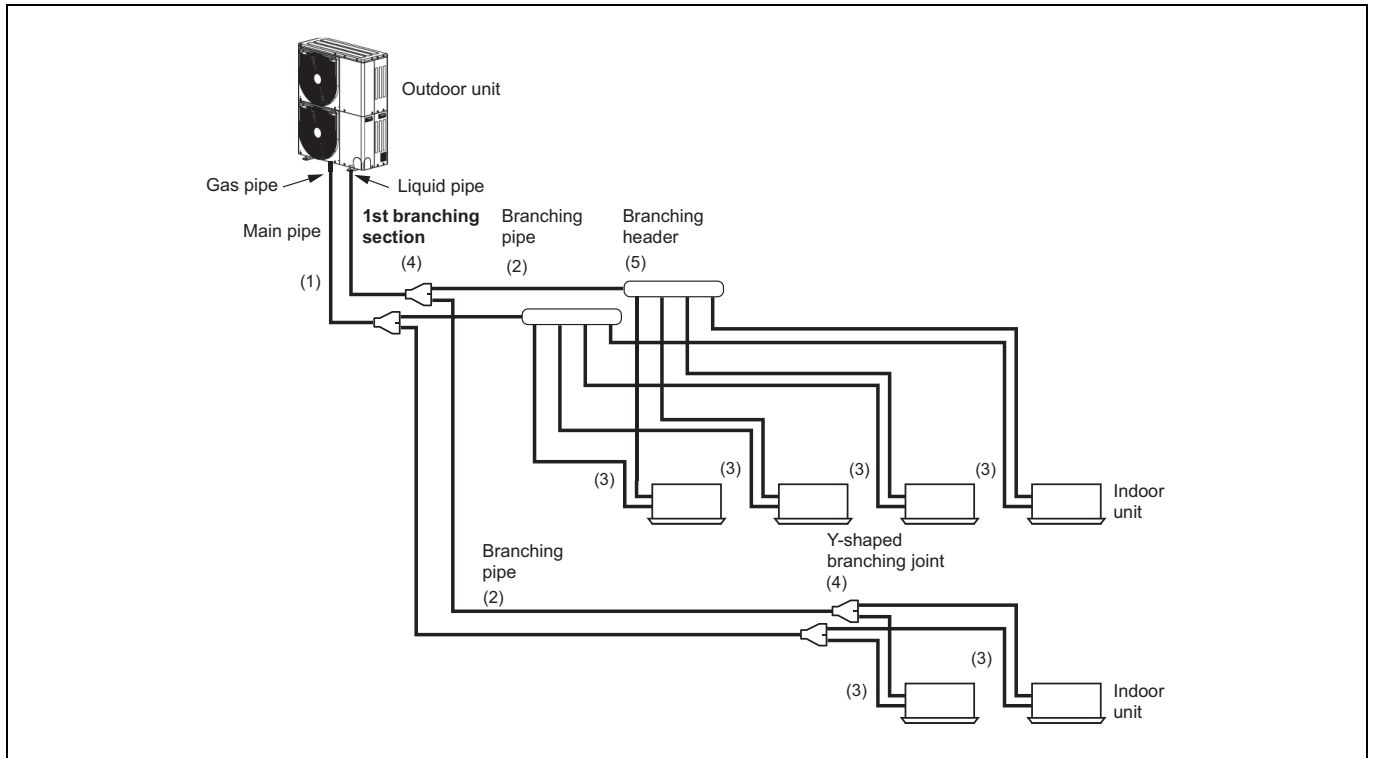 Outdoor unit
Gas pipe
Liquid pipe
Main pipe
(1)
1st branching
section
(4)
Branching
pipe
(2)
Branching
header
(5)
(3)
(3)
(3)
(3)
Indoor
unit
Branching
pipe
(2)
Y-shaped
branching joint
(4)
(3)
(3)
Indoor
unit